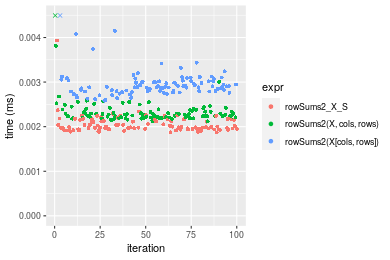 0.004
0.003
0.002
0.001
0.000
time (ms)
0
25
50
75
100
iteration
expr
rowSums2_X_S
rowSums2(X, cols, rows)
rowSums2(X[cols, rows])